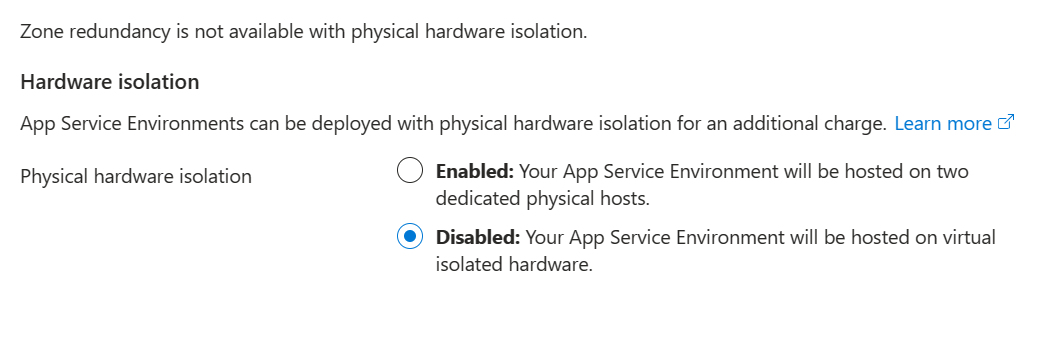 Zone redundancy is not available with physical hardware isolation.
Hardware isolation
App Service Environments can be deployed with physical hardware isolation for an additional charge. Learn more
Physical hardware isolation
Enabled: Your App Service Environment will be hosted on two
dedicated physical hosts.
Disabled: Your App Service Environment will be hosted on virtual
isolated hardware.